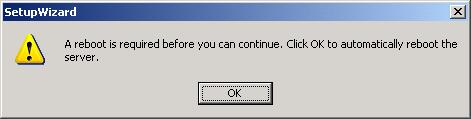 SetupWizard
A reboot is required before you can continue. Click OK to automatically reboot the
server.
OK